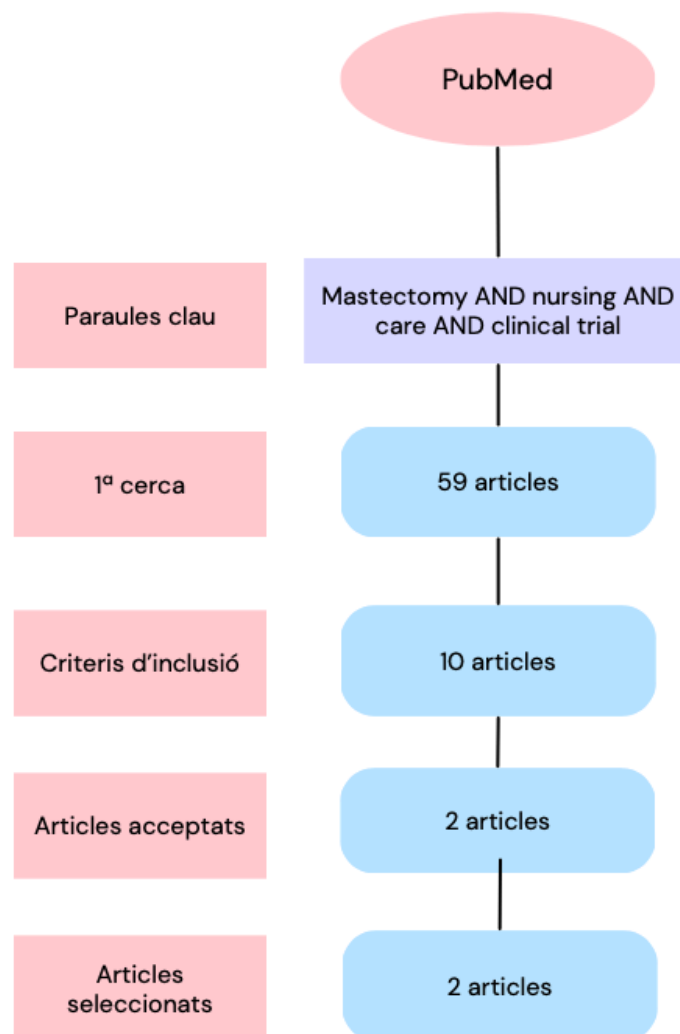 PubMed
Paraules clau
Mastectomy AND nursing AND
care AND clinical trial
1ª cerca
59 articles
Criteris d'inclusió
10 articles
Articles acceptats
2 articles
Articles
seleccionats
2 articles